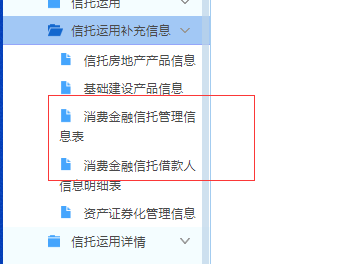 信托运用
信托运用补充信息
信托房地产产品信息
基础建设产品信息
消费金融信托管理信
息表
消费金融信托借款人
信息明细表
资产证券化管理信息
信托运用详情